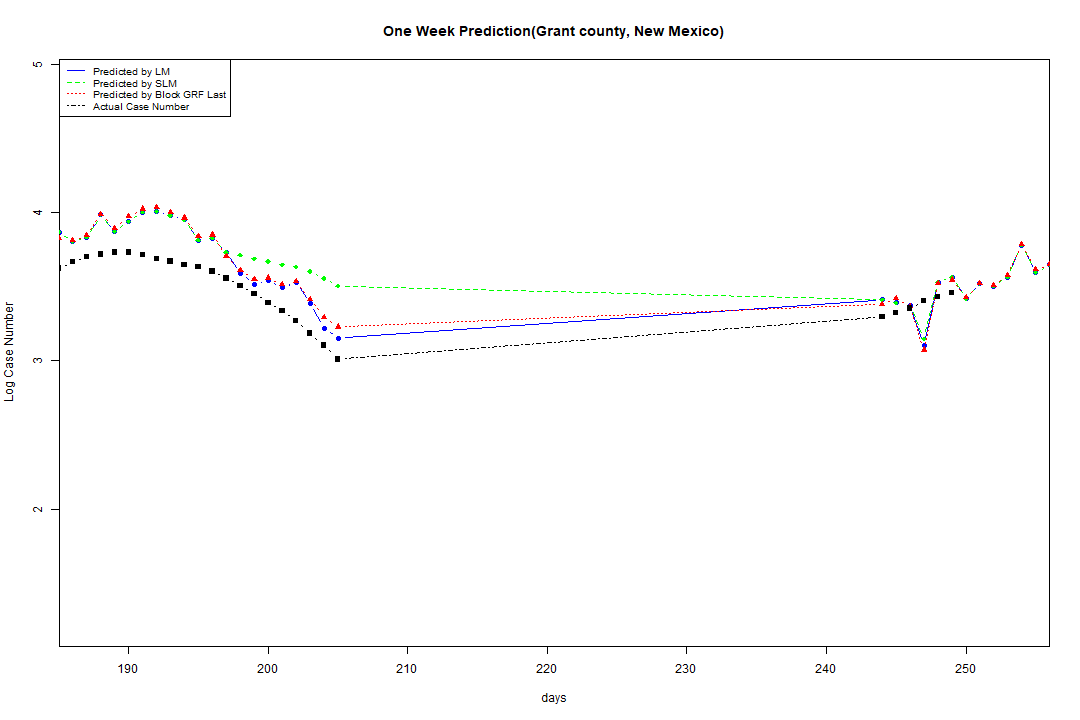 One Week Prediction(Grant county, New Mexico)
Predicted by LM
Predicted by SLM
Predicted by Block GRF Last
Actual Case Number
5
4
3
2
Log Case Number
190 200 210 220 230 240 250
days